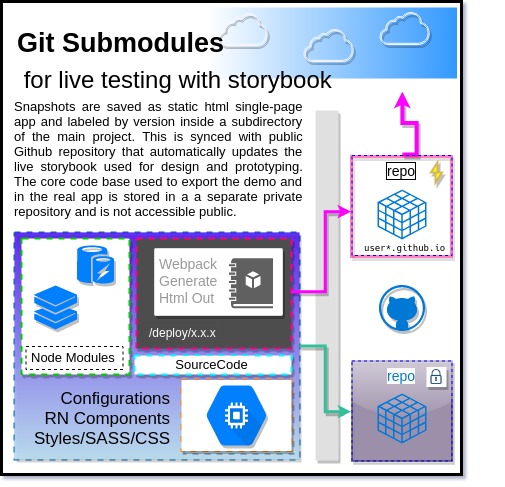 Git Submodules
for live testing with storybook
Snapshots are saved as static html single-page
app and labeled by version inside a subdirectory
of the main project. This is synced with public
Github repository that automatically updates the
live storybook used for design and prototyping.
The core code base used to export the demo and
in the real app is stored in a a separate private
repository and is not accessible public.
repo
user*.github.io
Webpack
Generate
Html Out
/deploy/x.x.x
Node Modules
SourceCode
repo
Configurations
RN Components
Styles/SASS/CSS